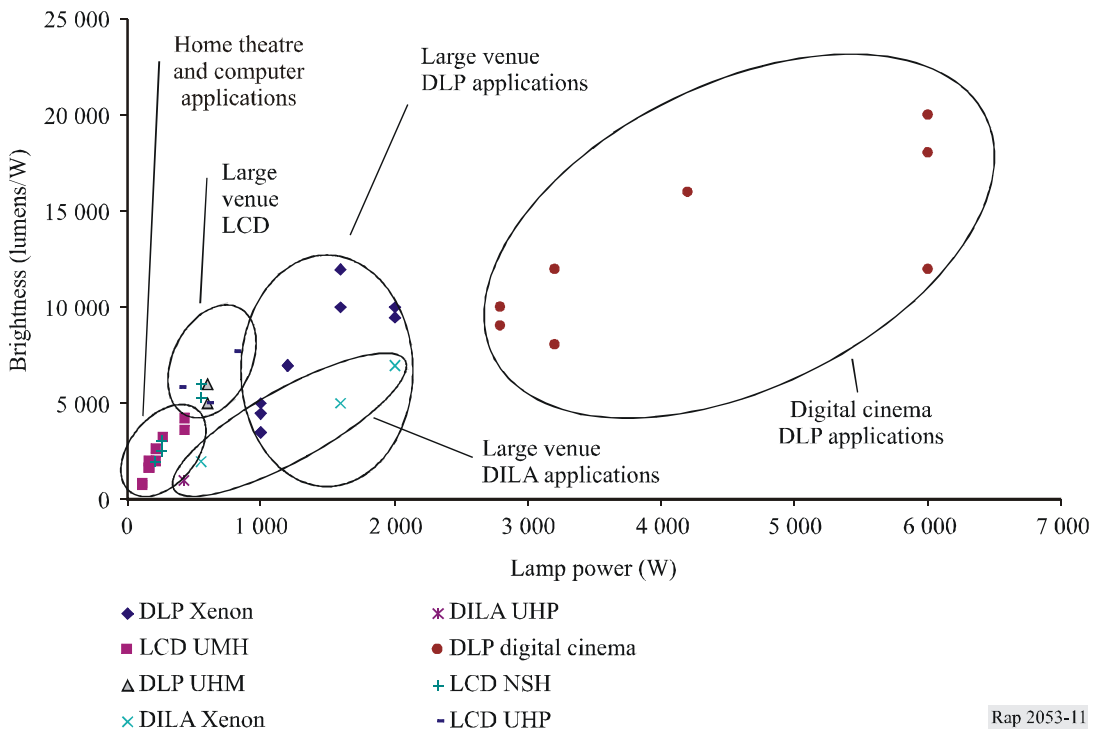 25 000
20 000
15 000
10 000
5 000
0
Brightness (lumens/W)
Home theatre
and computer
applications
Large venue
DLP applications
Large
venue
LCD
Digital cinema
DLP applications
Large venue
DILA applications
0 1 000 2 000 3 000 4 000 5 000 6 000 7 000
Lamp power (W)
DLP Xenon
LCD UMH
DLP UHM
DILA Xenon
DILA UHP
DLP digital cinema
LCD NSH
LCD UHP
Rap 2053-11